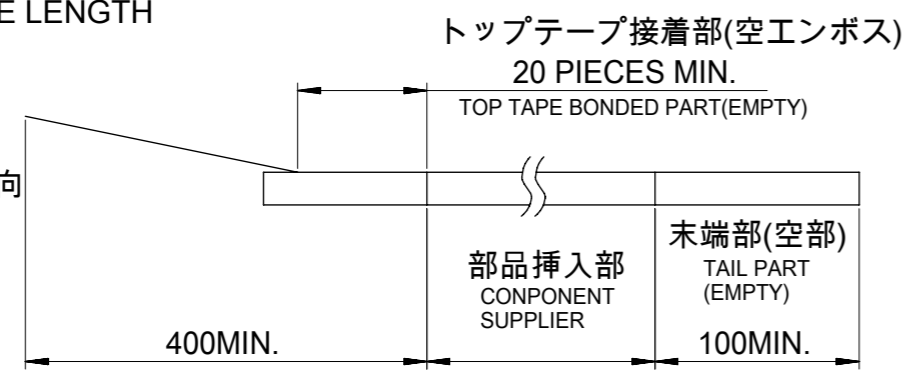 E LENGTH
トップテープ接着部(空エンボス)
20 PIECES MIN.
TOP TAPE BONDED PART(EMPTY)
向
部品挿入部
CONPONENT
SUPPLIER
末端部(空部)
TAIL PART
(EMPTY)
400MIN.
100MIN.